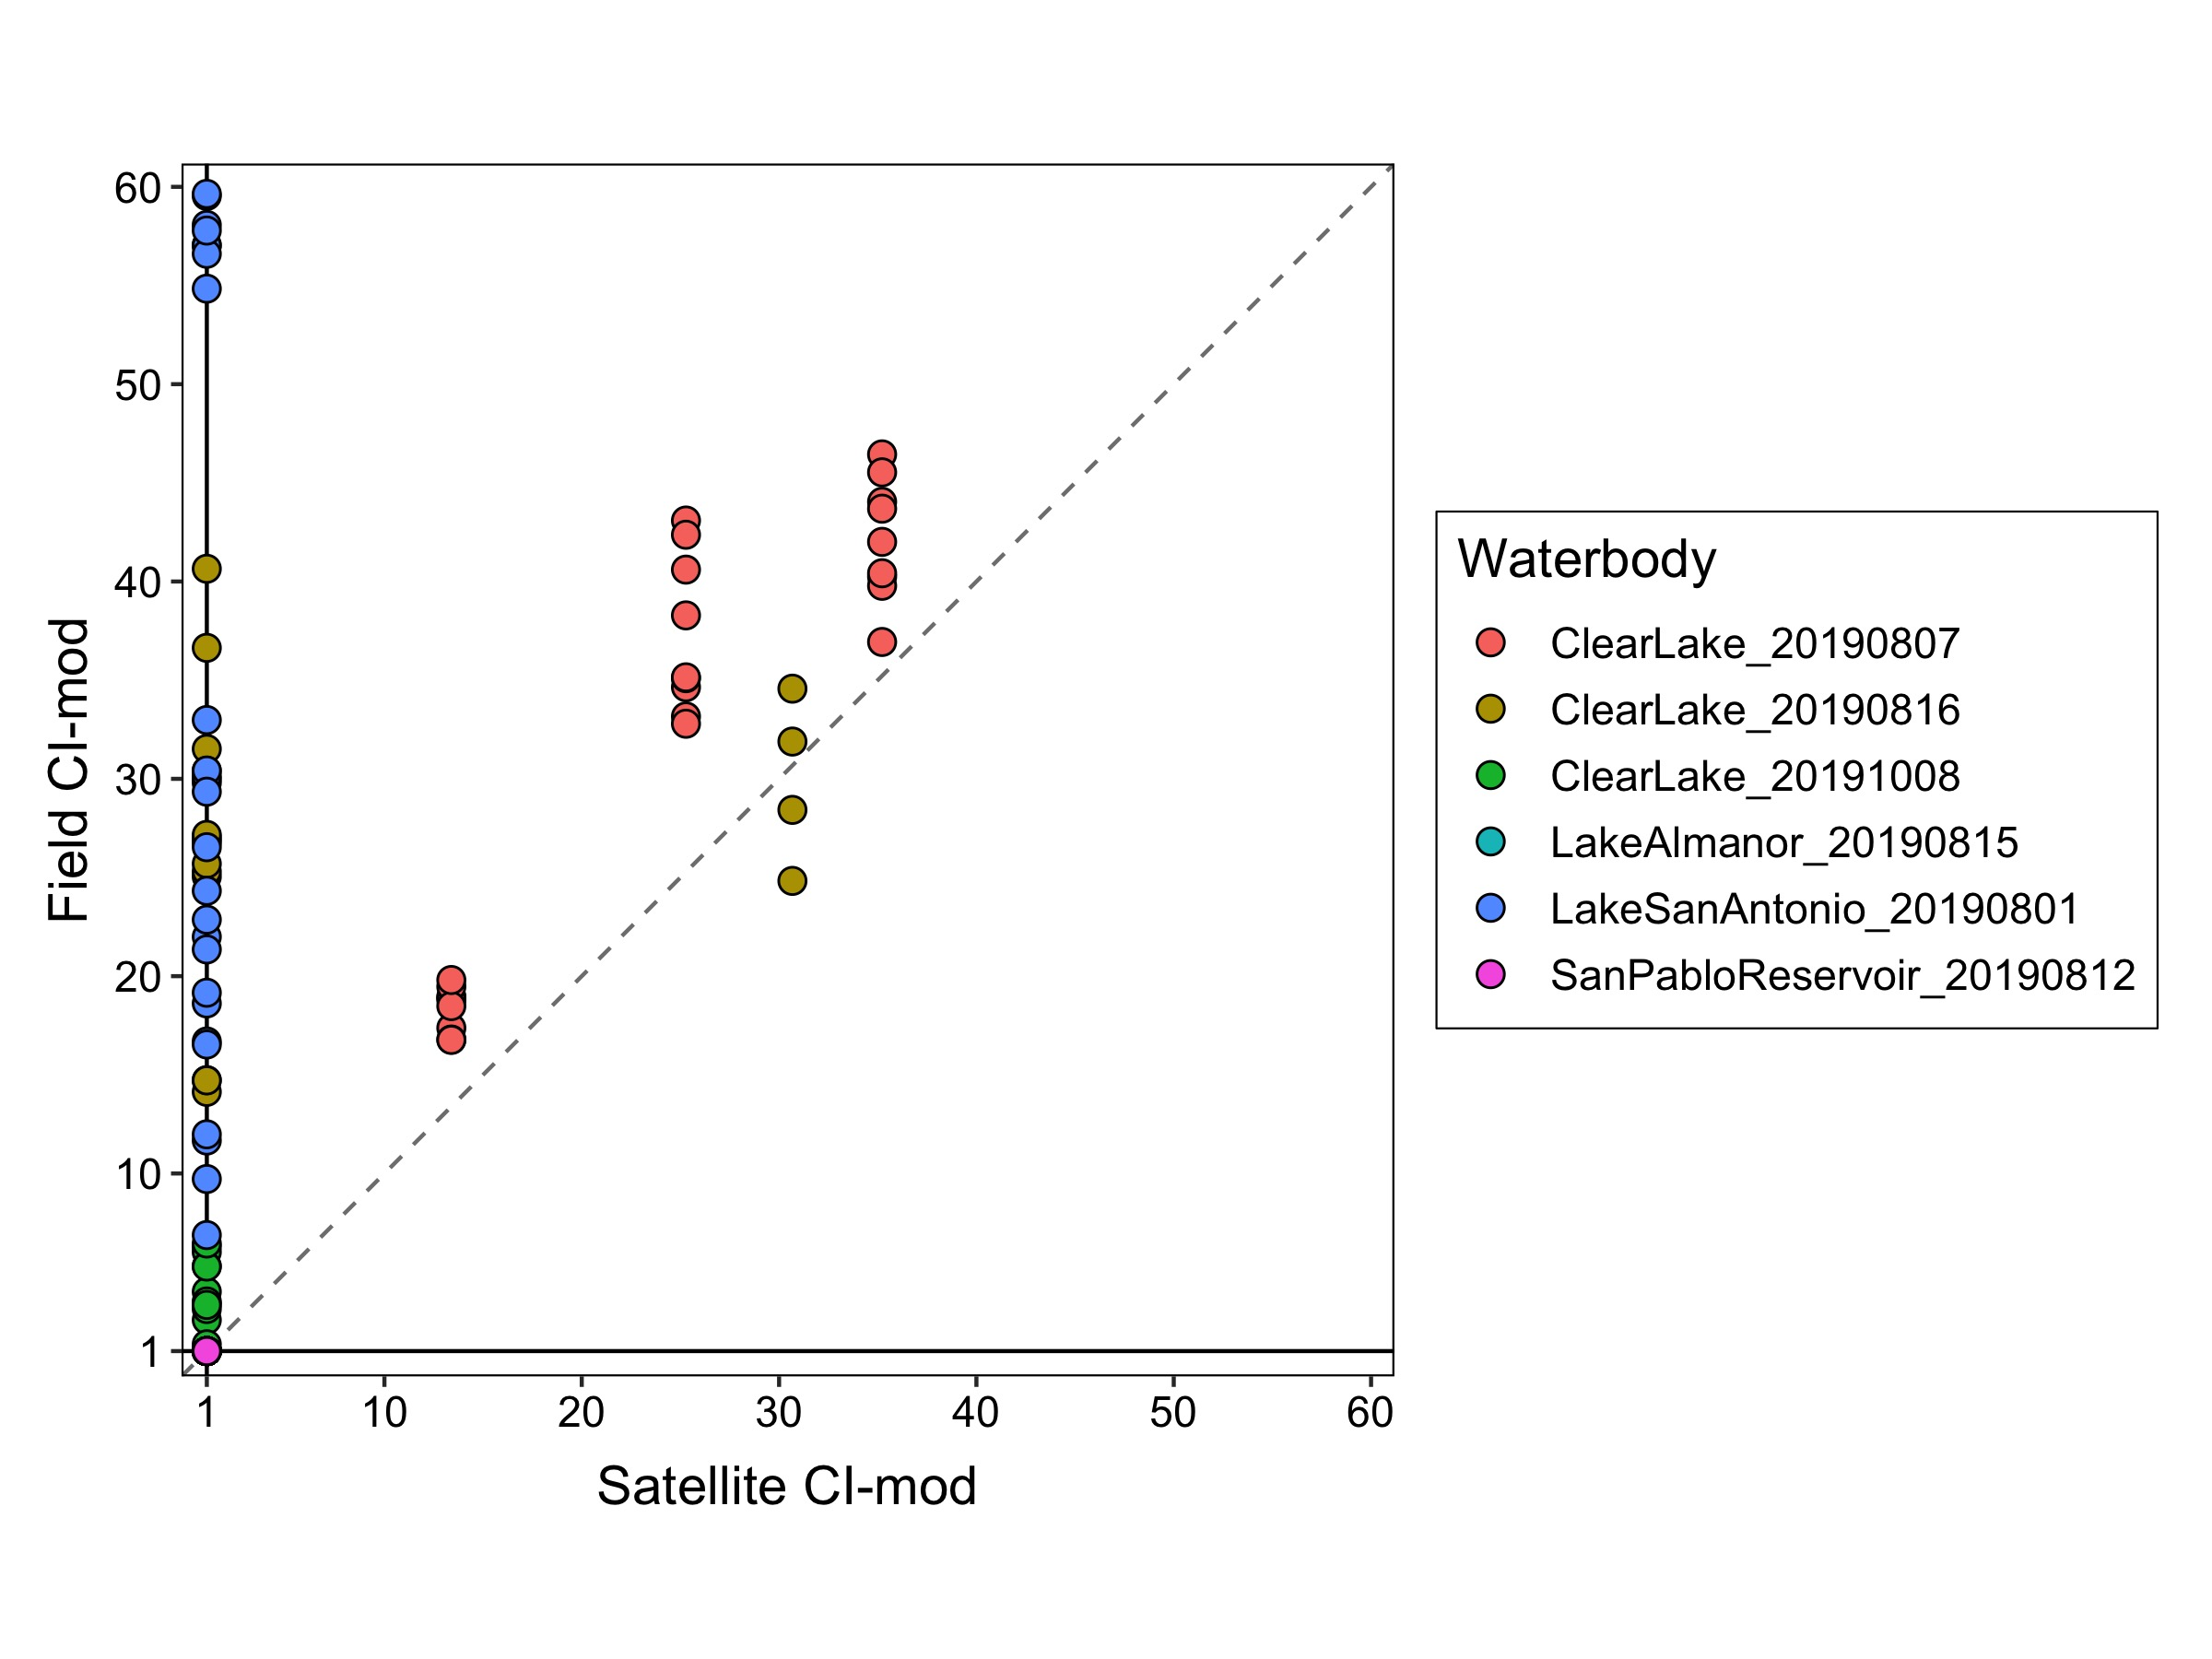 60
50
40
30
20
10
1
Field CI-mod
1 10 20 30 40 50 60
Satellite CI-mod
Waterbody
ClearLake_20190807
ClearLake_20190816
ClearLake_20191008
LakeAlmanor_20190815
LakeSanAntonio_20190801
SanPabloReservoir_20190812